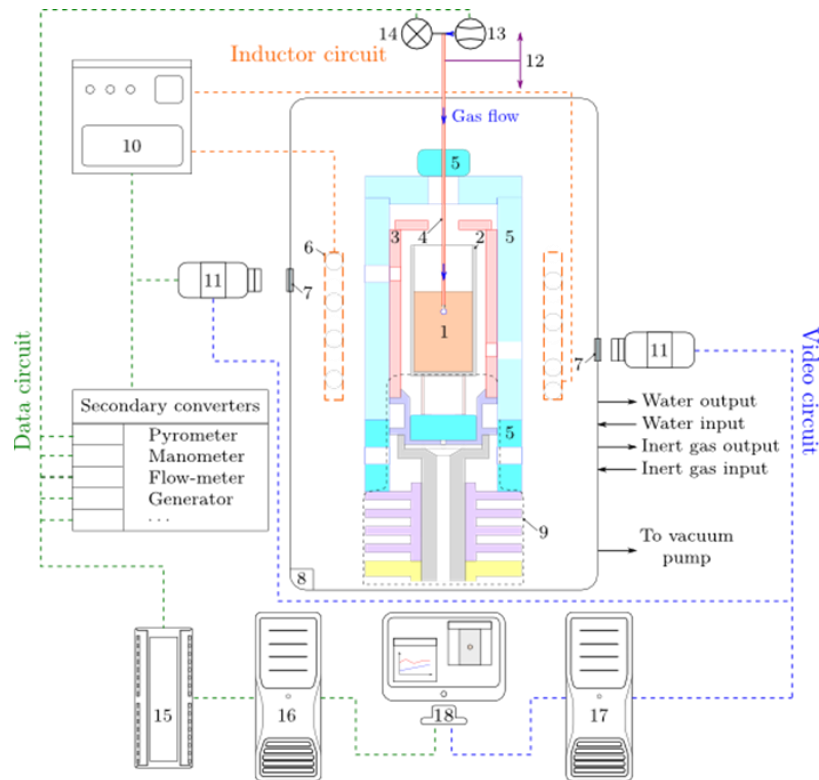 14
13
Inductor circuit
12
Gas flow
10
5
3
4
2
5
6
11
7
1
7
11
Data circuit
Video circuit
Secondary converters
Pyrometer
Manometer
Flow-meter
Generator
. . .
5
Water output
Water input
Inert gas output
Inert gas input
9
To vacuum
pump
8
15
16
18
17